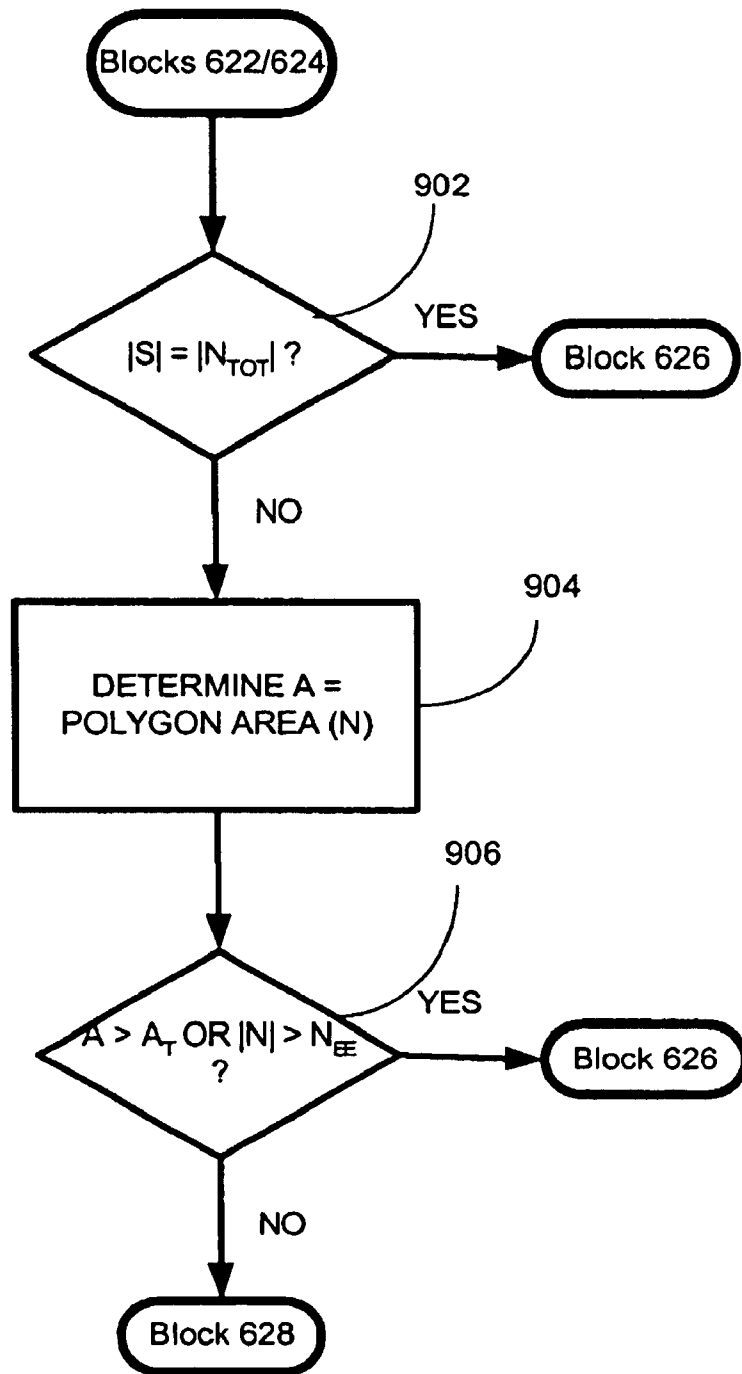 Blocks 622/624
902
|S| = |N_TOT| ?
YES
Block 626
NO
904
DETERMINE A =
POLYGON AREA (N)
906
YES
A > A_T OR |N| > N_EE
?
Block 626
NO
Block 628